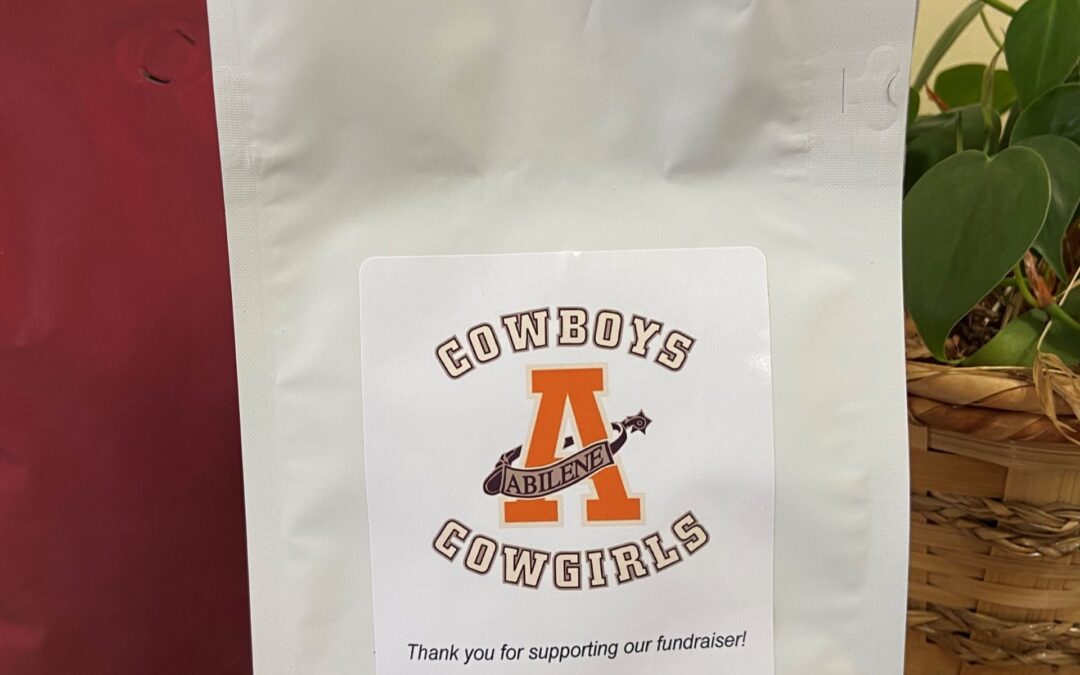 COWBOYS
A
ABILENE
COWGIRLS
Thank you for supporting our fundraiser!